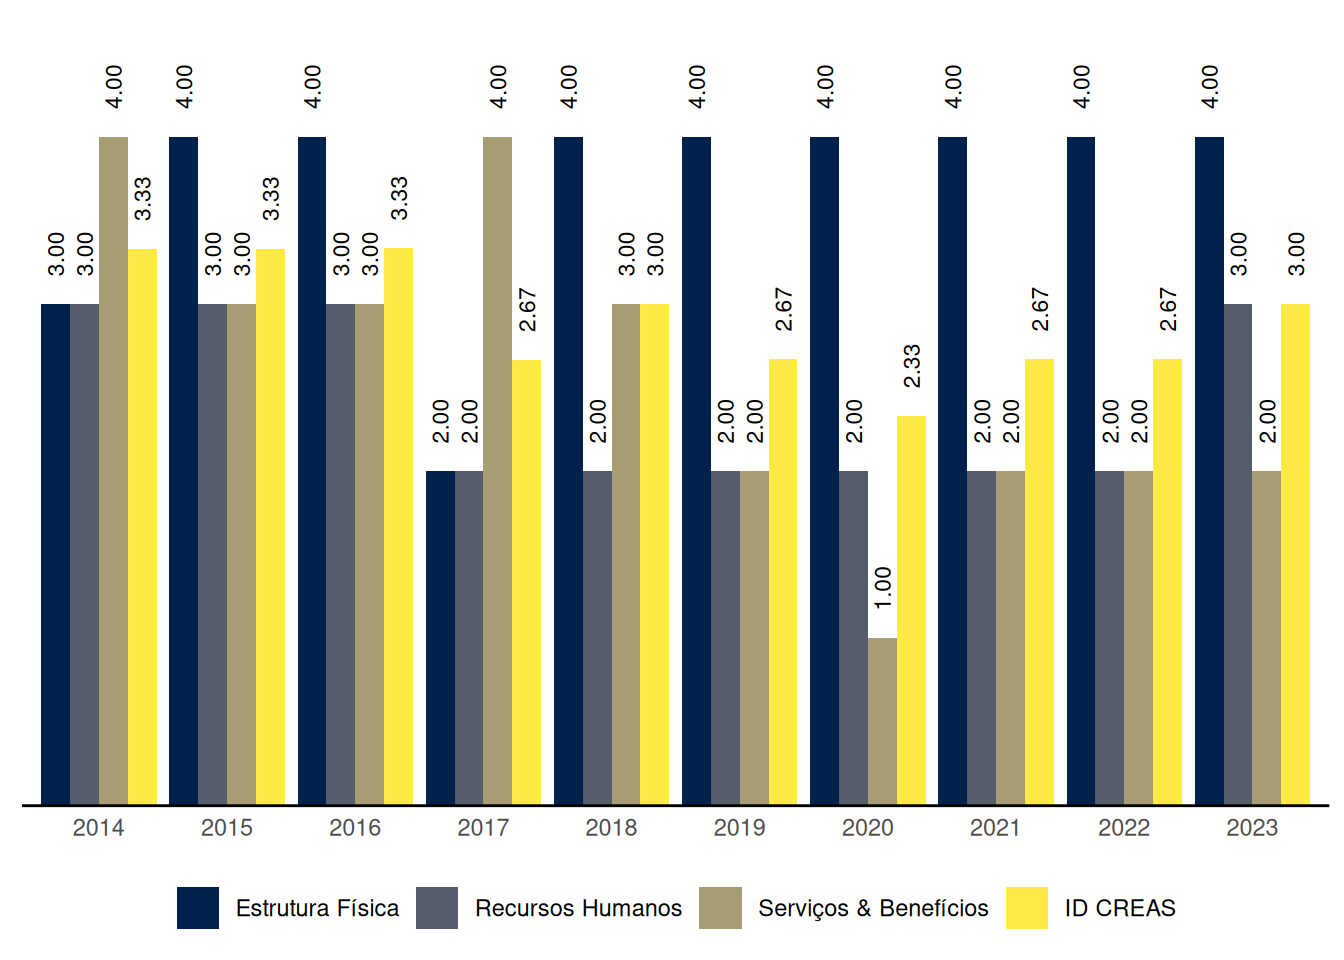 3.00 3.00 4.00 3.33 4.00 3.00 3.00 3.33 4.00 3.00 3.00 3.33 2.00 2.00 4.00 2.67 4.00 2.00 3.00 3.00 4.00 2.00 2.00 2.67 4.00 2.00 1.00 2.33 4.00 2.00 2.00 2.67 4.00 2.00 2.00 2.67 4.00 3.00 2.00 3.00
2014 2015 2016 2017 2018 2019 2020 2021 2022 2023
Estrutura Física Recursos Humanos Serviços & Benefícios ID CREAS